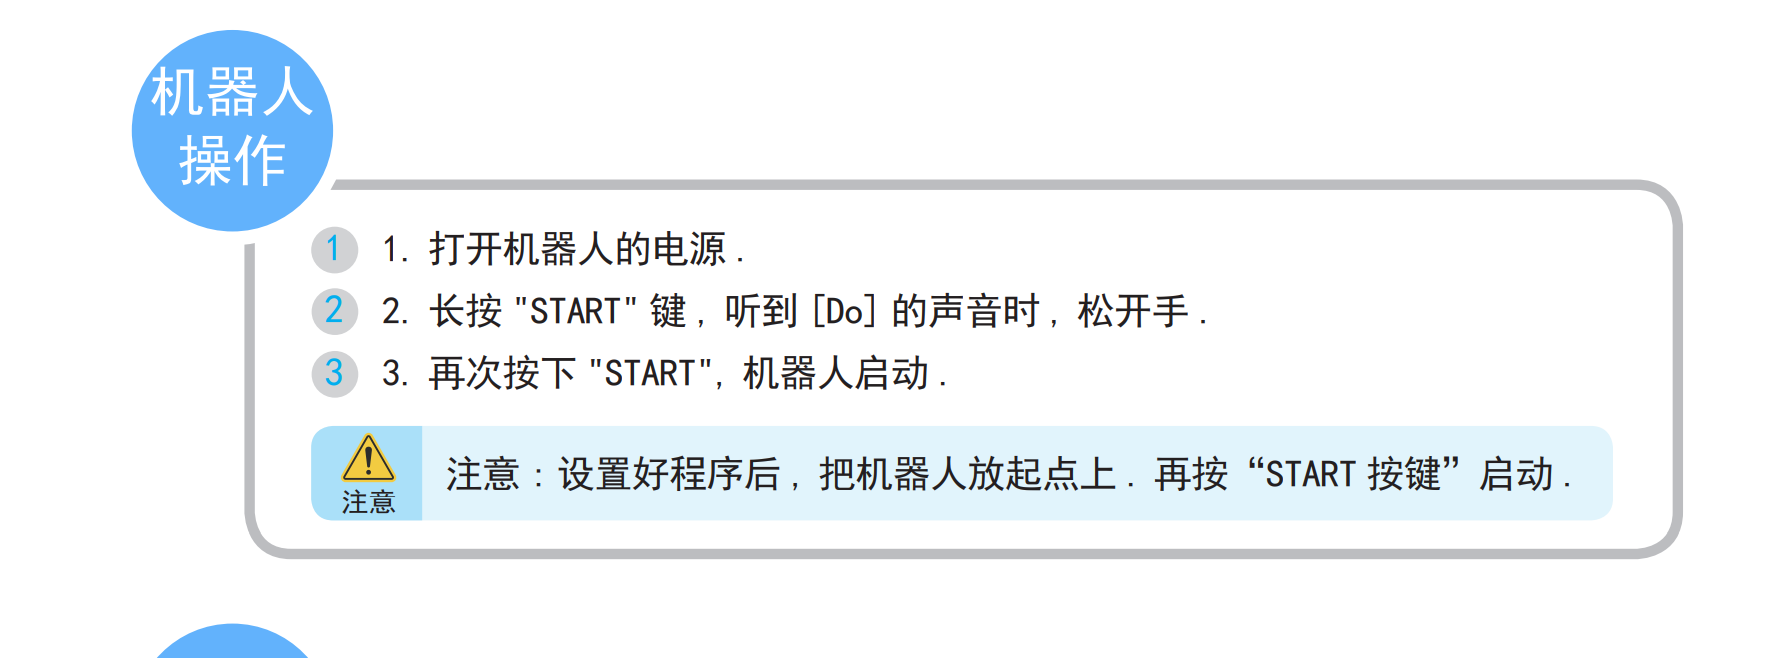 机器人
操作
1 1. 打开机器人的电源.
2 2. 长按 "START" 键, 听到 [Do] 的声音时, 松开手.
3 3. 再次按下 "START", 机器人启动.
注意
注意:设置好程序后, 把机器人放起点上. 再按 “START 按键” 启动.